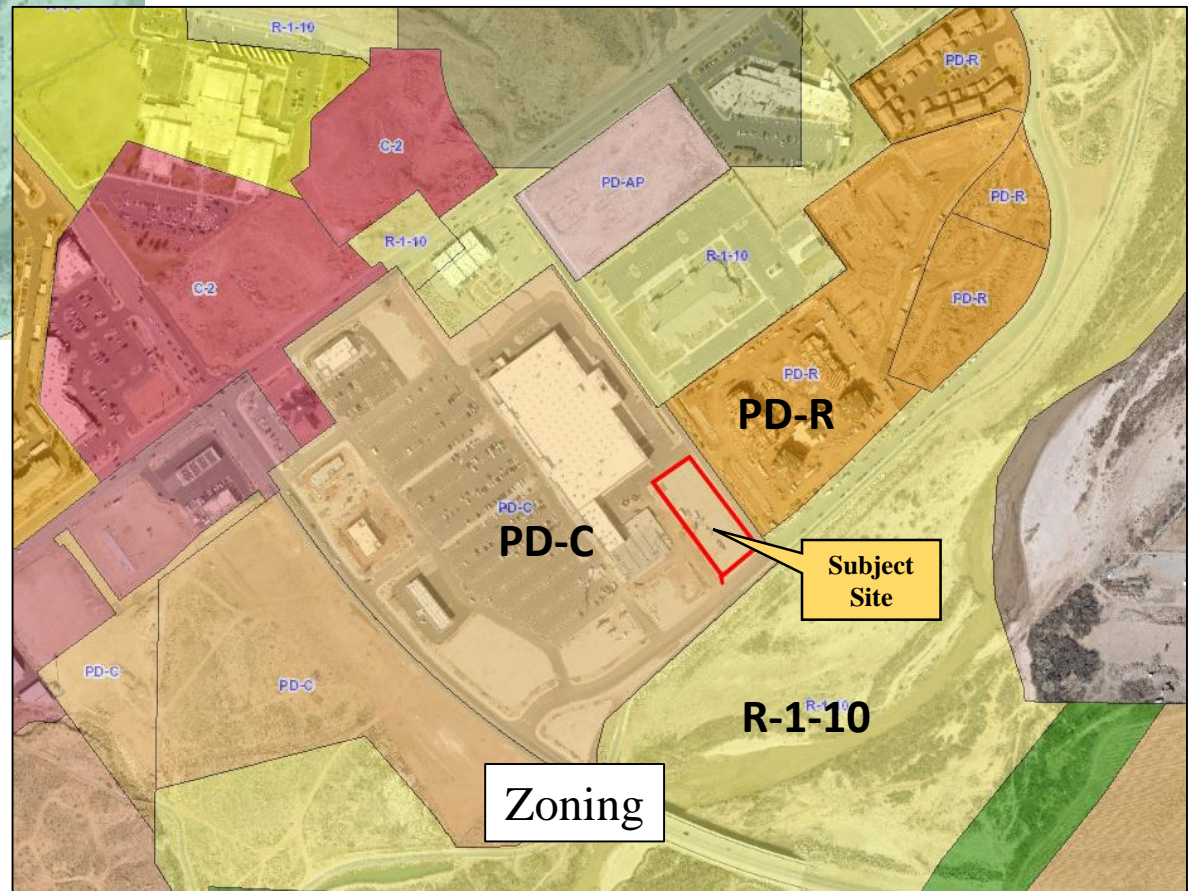 R-1-10
PD-R
C-2
PD-AP
PD-R
R-1-10
R-1-10
C-2
PD-R
PD-R
PD-R
PD-C
PD-C
Subject
Site
PD-C
PD-C
R-1-10
Zoning